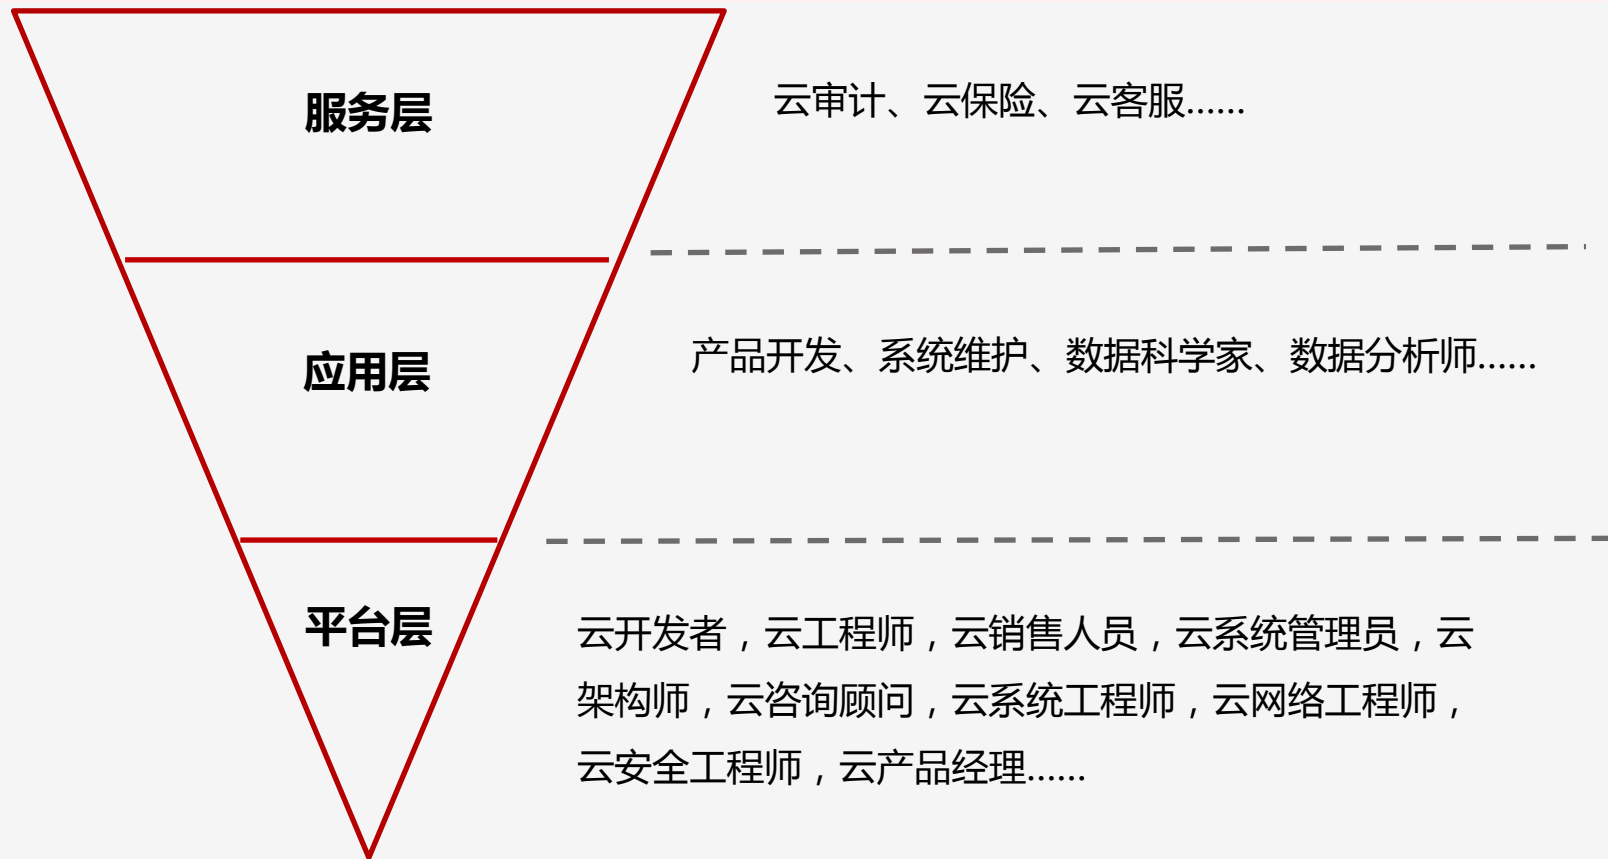 服务层
云审计、云保险、云客服......
应用层
产品开发、系统维护、数据科学家、数据分析师......
平台层
云开发者，云工程师，云销售人员，云系统管理员，云
架构师，云咨询顾问，云系统工程师，云网络工程师，
云安全工程师，云产品经理......